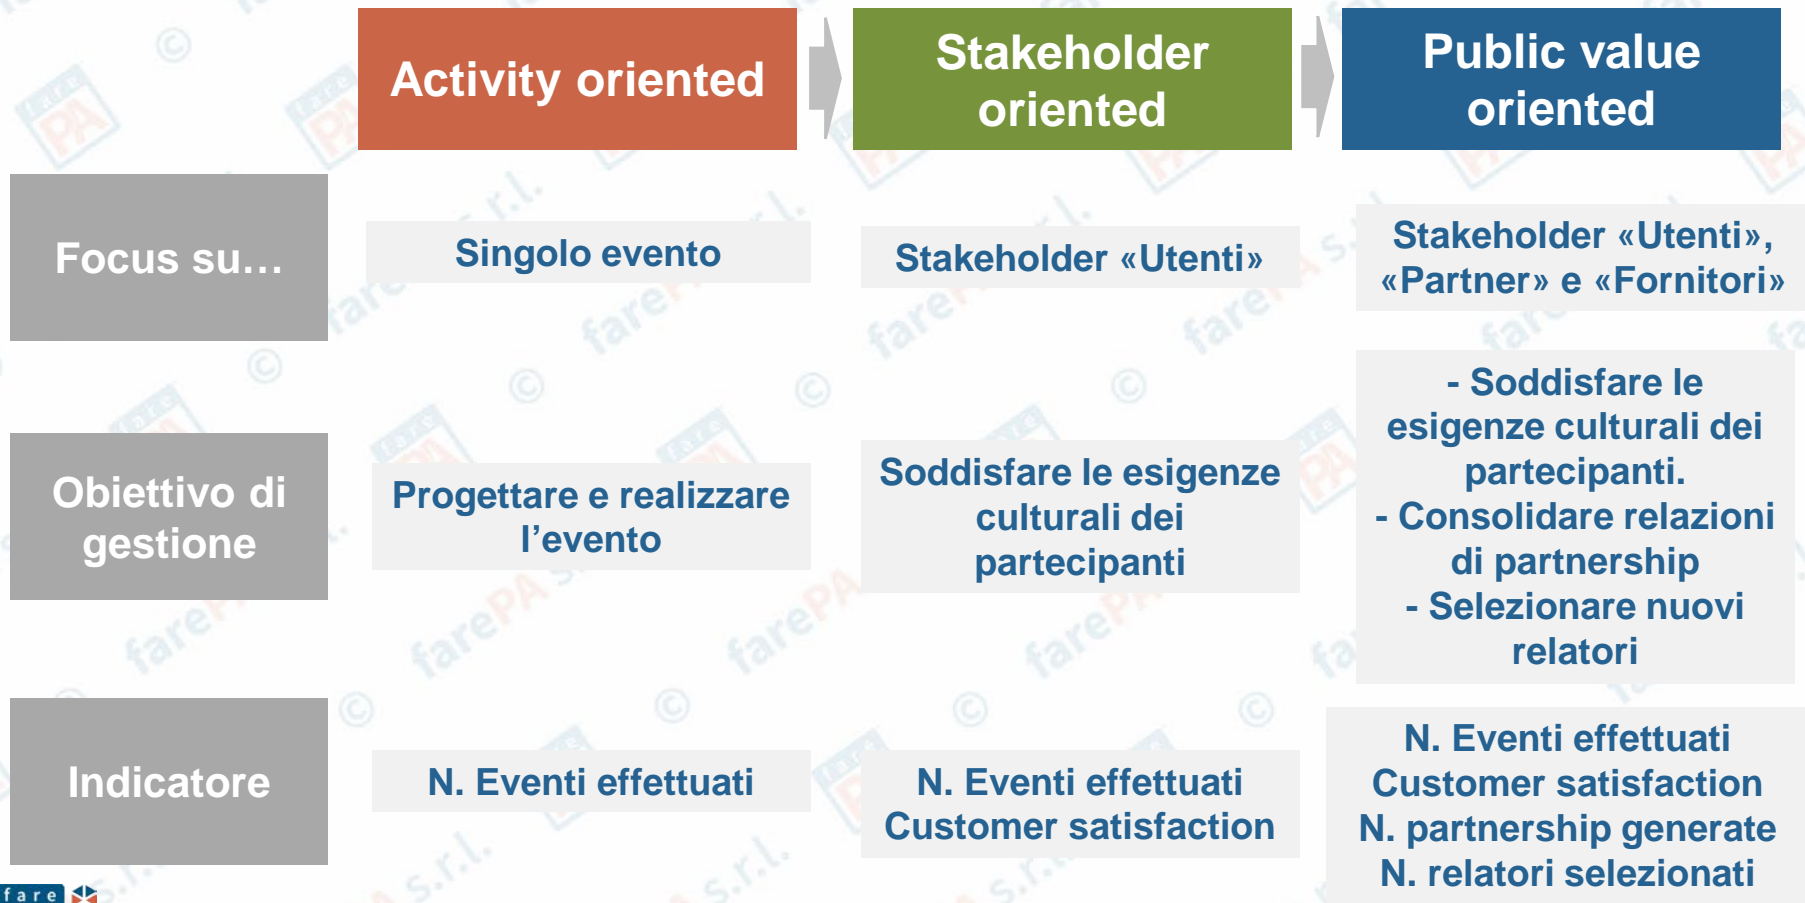 Activity oriented
Stakeholder
oriented
Public value
oriented
Focus su…
Singolo evento
Stakeholder «Utenti»
Stakeholder «Utenti»,
«Partner» e «Fornitori»
Obiettivo di
gestione
Progettare e realizzare
l’evento
Soddisfare le esigenze
culturali dei
partecipanti
- Soddisfare le
esigenze culturali dei
partecipanti.
- Consolidare relazioni
di partnership
- Selezionare nuovi
relatori
Indicatore
N. Eventi effettuati
N. Eventi effettuati
Customer satisfaction
N. Eventi effettuati
Customer satisfaction
N. partnership generate
N. relatori selezionati
fare
© farePA s.r.l.